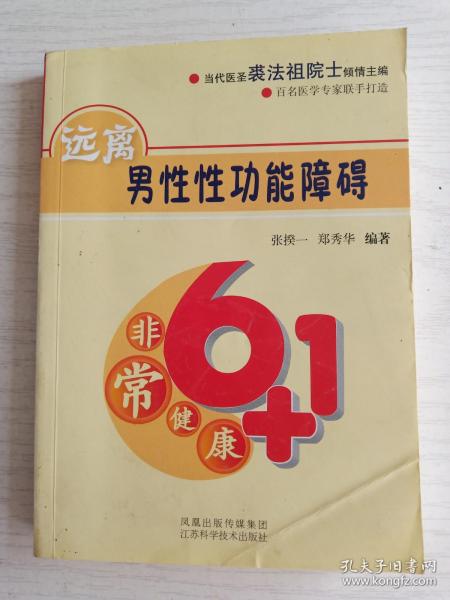 ● 当代医圣裘法祖院士倾情主编
● 百名医学专家联手打造
远离
男性性功能障碍
张揆一 郑秀华 编著
非常健康
6+1
凤凰出版传媒集团
江苏科学技术出版社
孔夫子旧书网
www.kongfz.com